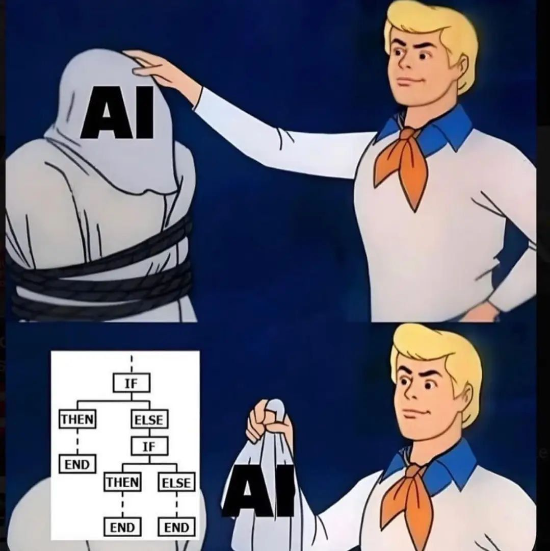 AI
IF
THEN ELSE
IF
END
THEN ELSE
END END
AI